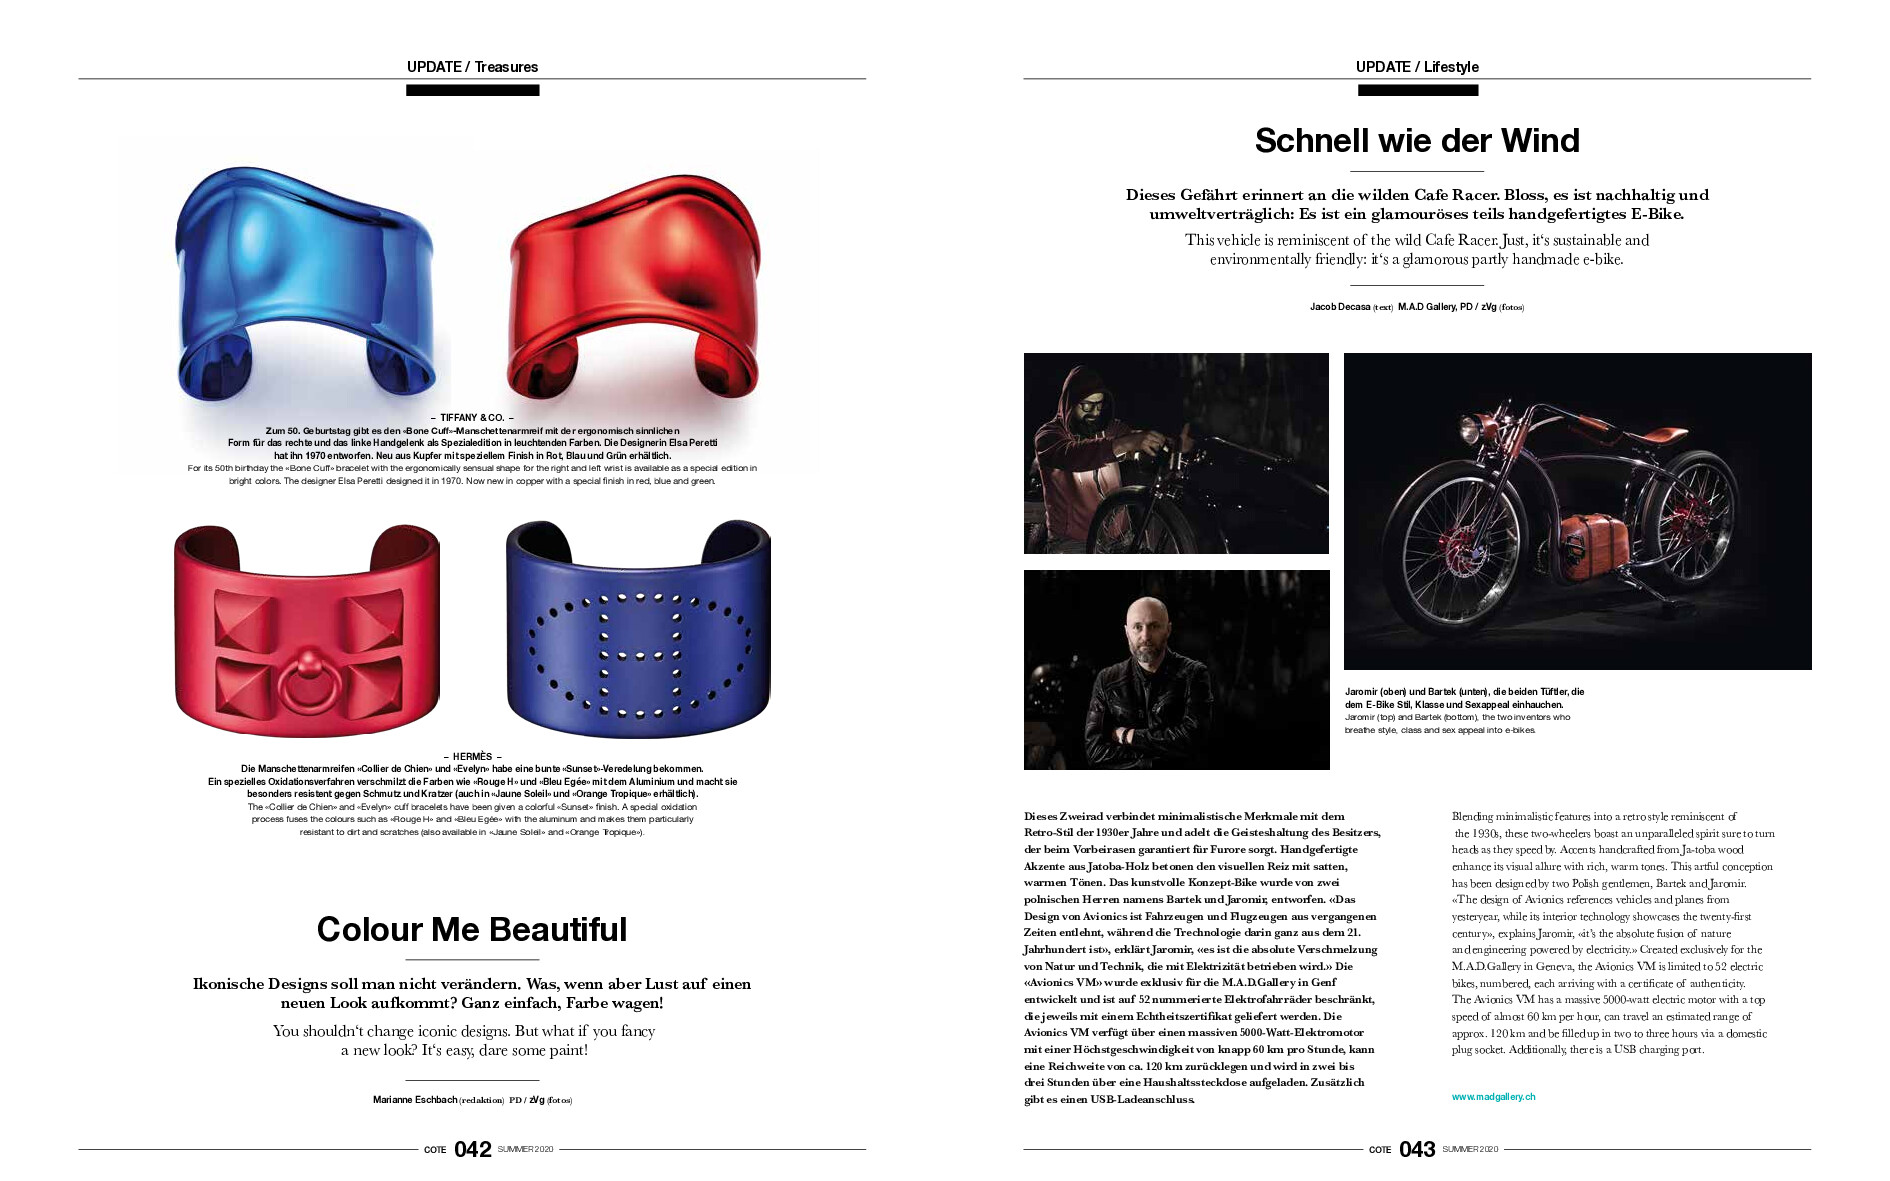 UPDATE / Treasures
– TIFFANY & CO. –
Zum 50. Geburtstag gibt es den «Bone Cuff»-Manschettenarmreif mit der ergonomisch sinnlichen
Form für das rechte und das linke Handgelenk als Spezialedition in leuchtenden Farben. Die Designerin Elsa Peretti
hat ihn 1970 entworfen. Neu aus Kupfer mit speziellem Finish in Rot, Blau und Grün erhältlich.
For its 50th birthday the «Bone Cuff» bracelet with the ergonomically sensual shape for the right and left wrist is available as a special edition in
bright colors. The designer Elsa Peretti designed it in 1970. Now new in copper with a special finish in red, blue and green.
– HERMÈS –
Die Manschettenarmreifen «Collier de Chien» und «Evelyn» habe eine bunte «Sunset»-Veredelung bekommen.
Ein spezielles Oxidationsverfahren verschmilzt die Farben wie «Rouge H» und «Bleu Egée» mit dem Aluminium und macht sie
besonders resistent gegen Schmutz und Kratzer (auch in «Jaune Soleil» und «Orange Tropique» erhältlich).
The «Collier de Chien» and «Evelyn» cuff bracelets have been given a colorful «Sunset» finish. A special oxidation
process fuses the colours such as «Rouge H» and «Bleu Egée» with the aluminum and makes them particularly
resistant to dirt and scratches (also available in «Jaune Soleil» and «Orange Tropique»).
Colour Me Beautiful
Ikonische Designs soll man nicht verändern. Was, wenn aber Lust auf einen
neuen Look aufkommt? Ganz einfach, Farbe wagen!
You shouldn‘t change iconic designs. But what if you fancy
a new look? It‘s easy, dare some paint!
Marianne Eschbach (redaktion) PD / zVg (fotos)
COTE 042 SUMMER 2020
UPDATE / Lifestyle
Schnell wie der Wind
Dieses Gefährt erinnert an die wilden Cafe Racer. Bloss, es ist nachhaltig und
umweltverträglich: Es ist ein glamouröses teils handgefertigtes E-Bike.
This vehicle is reminiscent of the wild Cafe Racer. Just, it‘s sustainable and
environmentally friendly: it‘s a glamorous partly handmade e-bike.
Jacob Decasa (text) M.A.D Gallery, PD / zVg (fotos)
Jaromir (oben) und Bartek (unten), die beiden Tüftler, die
dem E-Bike Stil, Klasse und Sexappeal einhauchen.
Jaromir (top) and Bartek (bottom), the two inventors who
breathe style, class and sex appeal into e-bikes.
Dieses Zweirad verbindet minimalistische Merkmale mit dem
Retro-Stil der 1930er Jahre und adelt die Geisteshaltung des Besitzers,
der beim Vorbeirasen garantiert für Furore sorgt. Handgefertigte
Akzente aus Jatoba-Holz betonen den visuellen Reiz mit satten,
warmen Tönen. Das kunstvolle Konzept-Bike wurde von zwei
polnischen Herren namens Bartek und Jaromir, entworfen. «Das
Design von Avionics ist Fahrzeugen und Flugzeugen aus vergangenen
Zeiten entlehnt, während die Trechnologie darin ganz aus dem 21.
Jahrhundert ist», erklärt Jaromir, «es ist die absolute Verschmelzung
von Natur und Technik, die mit Elektrizität betrieben wird.» Die
«Avionics VM» wurde exklusiv für die M.A.D.Gallery in Genf
entwickelt und ist auf 52 nummerierte Elektrofahrräder beschränkt,
die jeweils mit einem Echtheitszertifikat geliefert werden. Die
Avionics VM verfügt über einen massiven 5000-Watt-Elektromotor
mit einer Höchstgeschwindigkeit von knapp 60 km pro Stunde, kann
eine Reichweite von ca. 120 km zurücklegen und wird in zwei bis
drei Stunden über eine Haushaltssteckdose aufgeladen. Zusätzlich
gibt es einen USB-Ladeanschluss.
Blending minimalistic features into a retro style reminiscent of
the 1930s, these two-wheelers boast an unparalleled spirit sure to turn
heads as they speed by. Accents handcrafted from Ja-toba wood
enhance its visual allure with rich, warm tones. This artful conception
has been designed by two Polish gentlemen, Bartek and Jaromir.
«The design of Avionics references vehicles and planes from
yesteryear, while its interior technology showcases the twenty-first
century», explains Jaromir, «it’s the absolute fusion of nature
and engineering powered by electricity.» Created exclusively for the
M.A.D.Gallery in Geneva, the Avionics VM is limited to 52 electric
bikes, numbered, each arriving with a certificate of authenticity.
The Avionics VM has a massive 5000-watt electric motor with a top
speed of almost 60 km per hour, can travel an estimated range of
approx. 120 km and be filled up in two to three hours via a domestic
plug socket. Additionally, there is a USB charging port.
www.madgallery.ch
COTE 043 SUMMER 2020